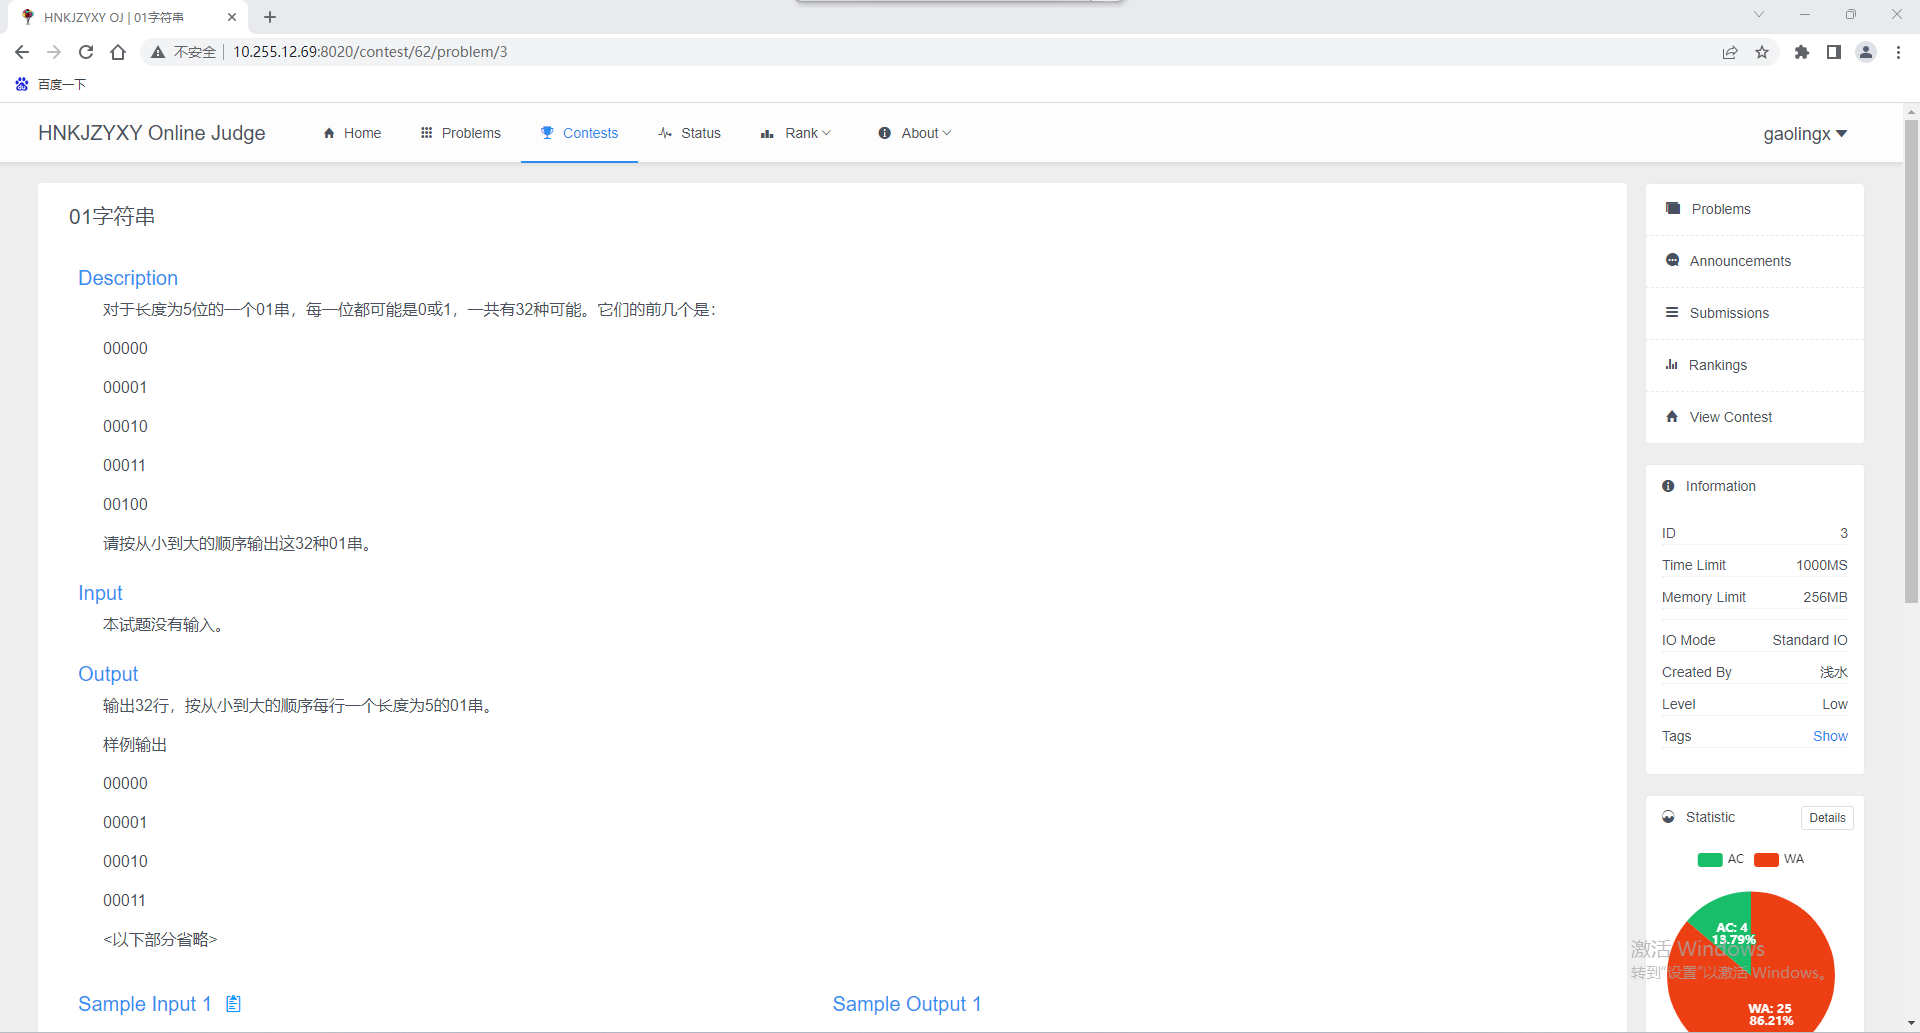 HNKJZYXY OJ | 01字符串
不安全
10.255.12.69:8020/contest/62/problem/3
百度一下
HNKJZYXY Online Judge
Home
Problems
Contests
Status
Rank
About
gaolingx
01字符串
Description
对于长度为5位的一个01串，每一位都可能是0或1，一共有32种可能。它们的前几个是：
00000
00001
00010
00011
00100
请按从小到大的顺序输出这32种01串。
Input
本试题没有输入。
Output
输出32行，按从小到大的顺序每行一个长度为5的01串。
样例输出
00000
00001
00010
00011
<以下部分省略>
Sample Input 1
Sample Output 1
Problems
Announcements
Submissions
Rankings
View Contest
Information
ID 3
Time Limit 1000MS
Memory Limit 256MB
IO Mode Standard IO
Created By 浅水
Level Low
Tags Show
Statistic Details
AC WA
AC: 4
13.79%
激活 Windows
转到"设置"以激活 Windows。
WA: 25
86.21%